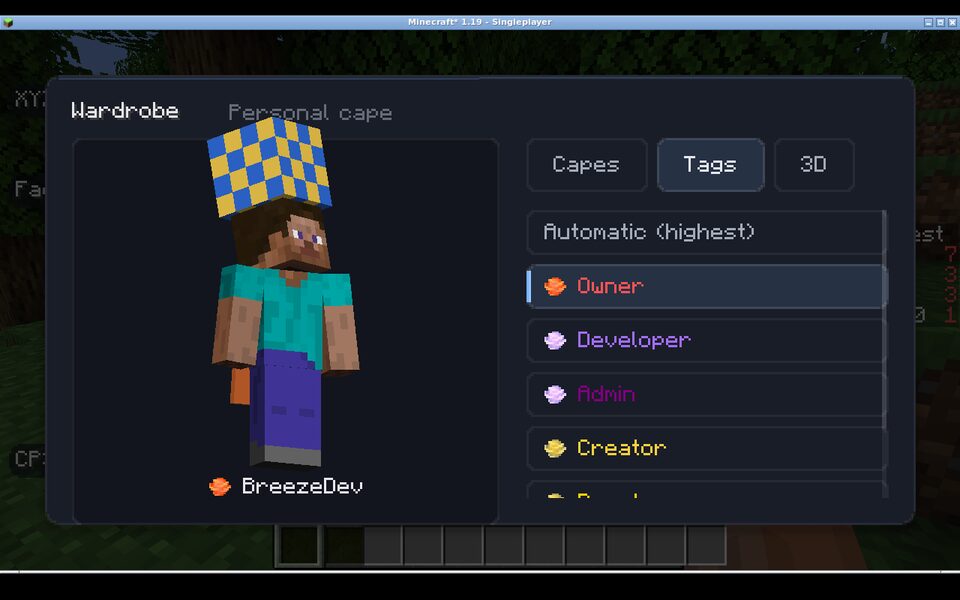 Minecraft* 1.19 - Singleplayer
Wardrobe
Personal cape
Capes
Tags
3D
Automatic (highest)
Owner
Developer
Admin
Creator
BreezeDev